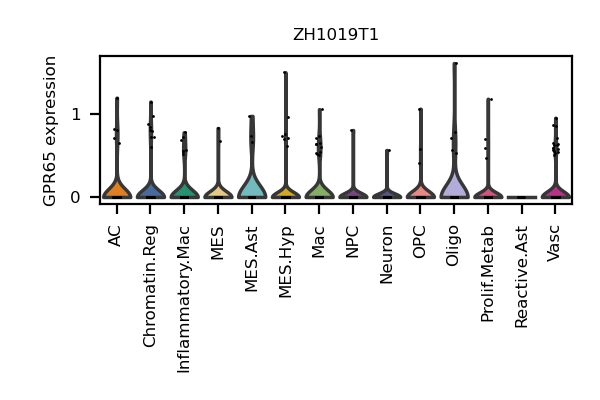 ZH1019T1
GPR65 expression
1
0
AC
Chromatin.Reg
Inflammatory.Mac
MES
MES.Ast
MES.Hyp
Mac
NPC
Neuron
OPC
Oligo
Prolif.Metab
Reactive.Ast
Vasc